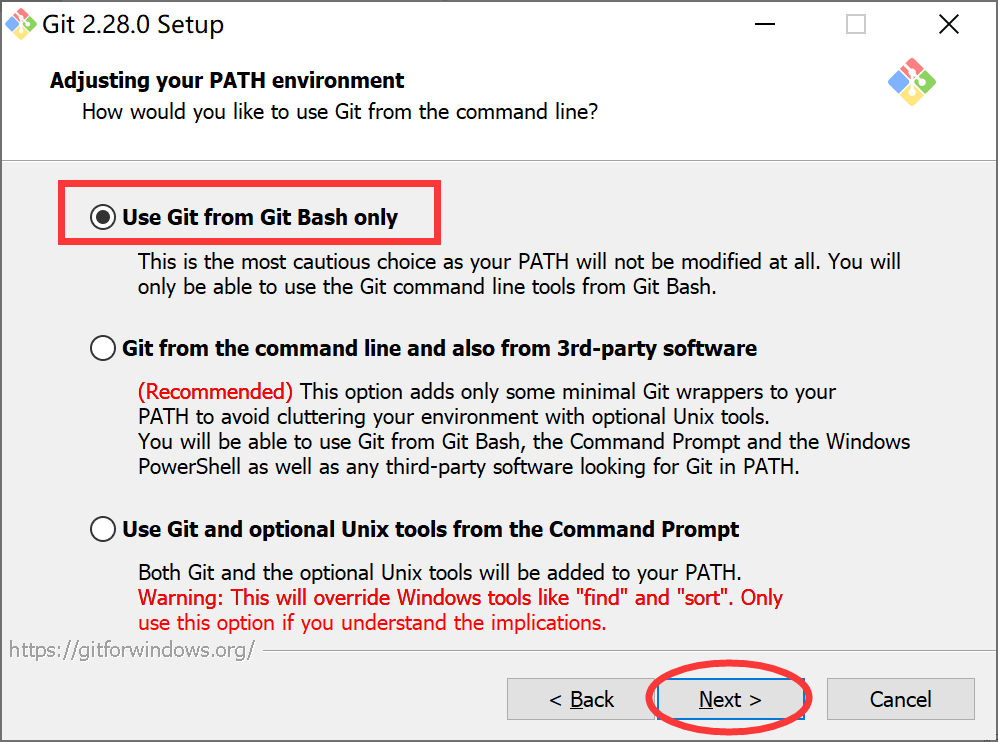 Git 2.28.0 Setup
Adjusting your PATH environment
How would you like to use Git from the command line?
Use Git from Git Bash only
This is the most cautious choice as your PATH will not be modified at all. You will
only be able to use the Git command line tools from Git Bash.
Git from the command line and also from 3rd-party software
(Recommended) This option adds only some minimal Git wrappers to your
PATH to avoid cluttering your environment with optional Unix tools.
You will be able to use Git from Git Bash, the Command Prompt and the Windows
PowerShell as well as any third-party software looking for Git in PATH.
Use Git and optional Unix tools from the Command Prompt
Both Git and the optional Unix tools will be added to your PATH.
Warning: This will override Windows tools like "find" and "sort". Only
use this option if you understand the implications.
https://gitforwindows.org/
< Back Next > Cancel